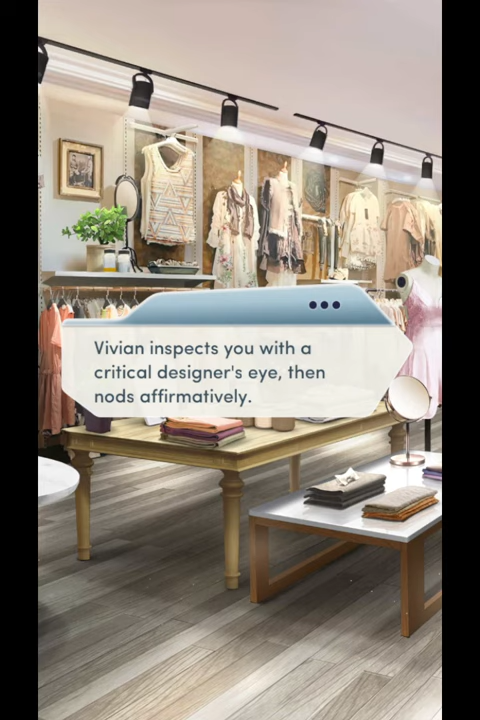 Vivian inspects you with a
critical designer's eye, then
nods affirmatively.